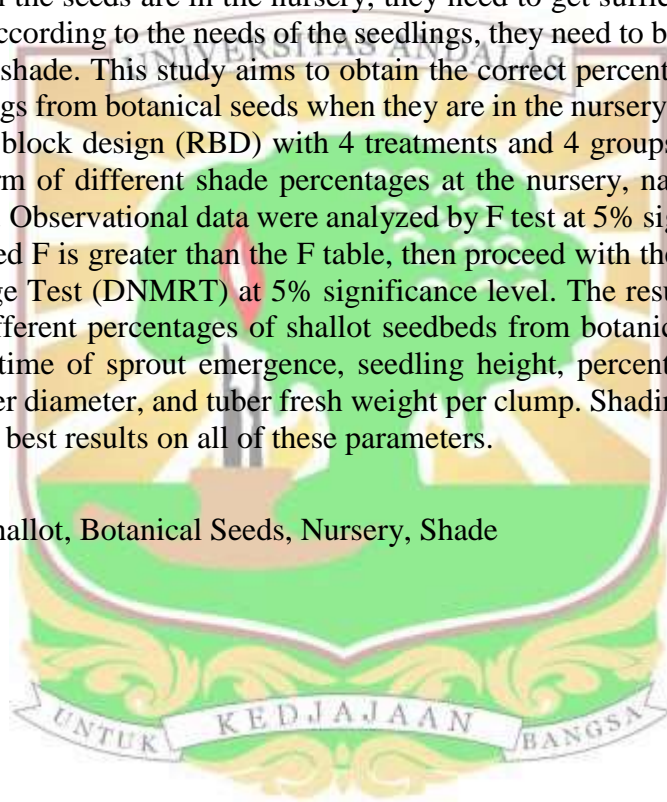 the seeds are in the nursery, they need to get suffic
according to the needs of the seedlings, they need to b
UNIVERSITAS ANDALAS
shade. This study aims to obtain the correct percent
gs from botanical seeds when they are in the nursery
block design (RBD) with 4 treatments and 4 groups
rm of different shade percentages at the nursery, na
. Observational data were analyzed by F test at 5% sig
ed F is greater than the F table, then proceed with the
ge Test (DNMRT) at 5% significance level. The resu
fferent percentages of shallot seedbeds from botanic
time of sprout emergence, seedling height, percent
er diameter, and tuber fresh weight per clump. Shadin
best results on all of these parameters.
hallot, Botanical Seeds, Nursery, Shade
UNTUK KEDJAJAAN BANGSA